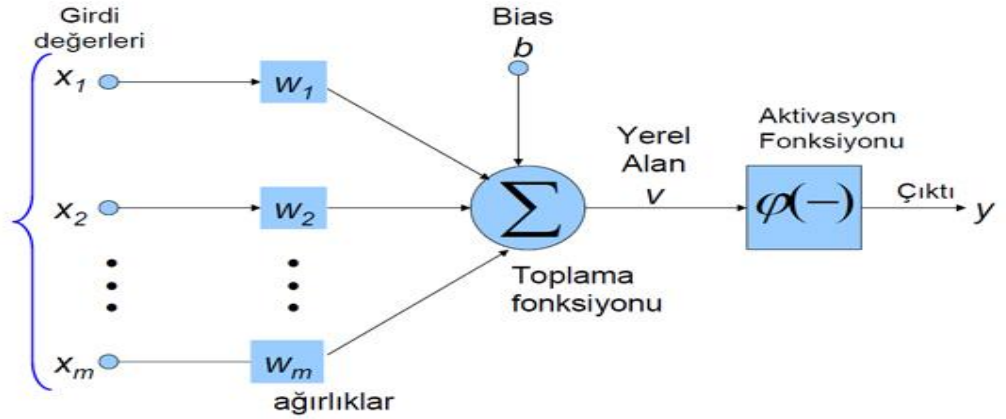 Girdi
değerleri
x1
w1
Bias
b
x2
w2
∑
Toplama
fonksiyonu
Yerel
Alan
v
Aktivasyon
Fonksiyonu
φ(−)
Çıktı
y
xm
wm
ağırlıklar